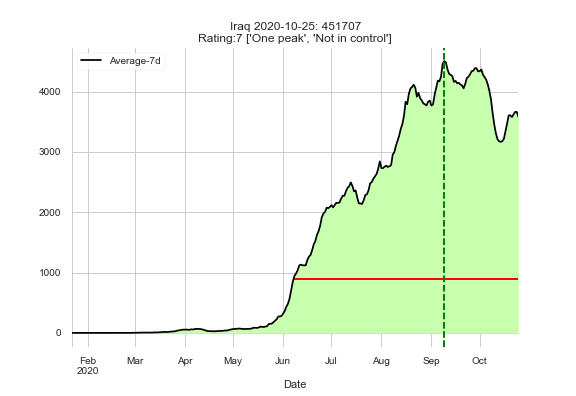 Iraq 2020-10-25: 451707
Rating:7 ['One peak', 'Not in control']
Average-7d
4000
3000
2000
1000
0
Feb Mar Apr May Jun Jul Aug Sep Oct
2020
Date